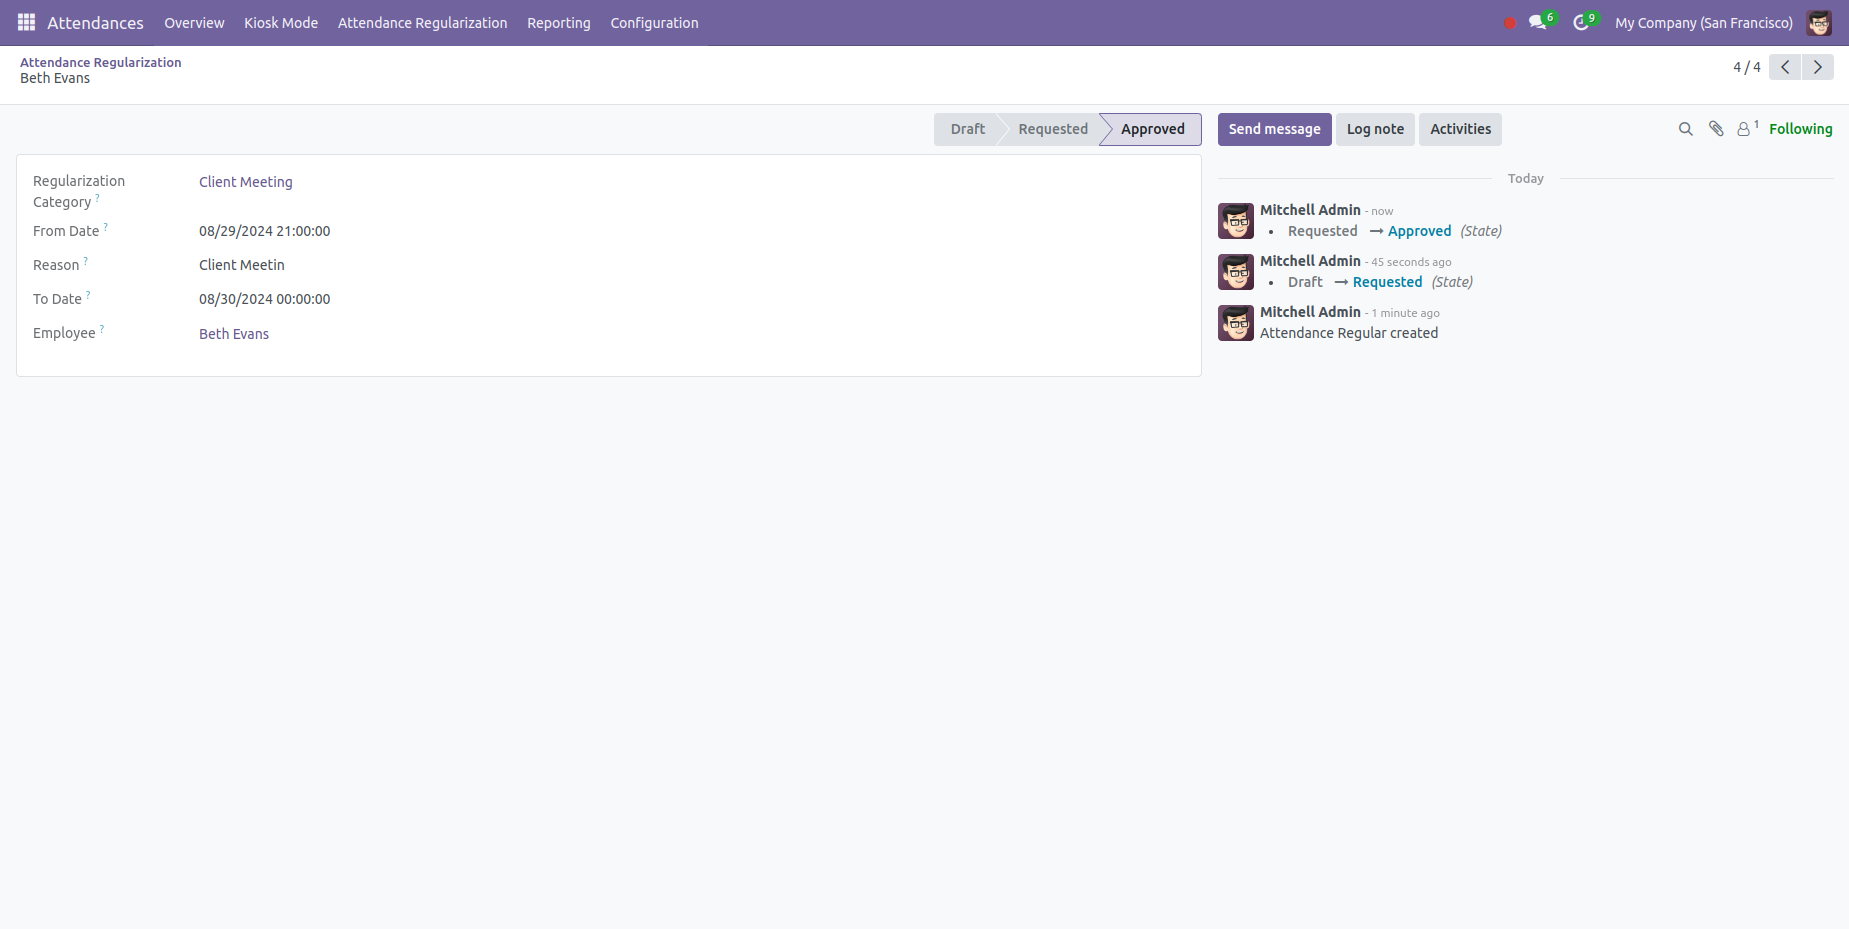 Attendances Overview Kiosk Mode Attendance Regularization Reporting Configuration 6 9 My Company (San Francisco)
Attendance Regularization
Beth Evans
4 / 4
Draft Requested Approved Send message Log note Activities 1 Following
Regularization
Category ?
Client Meeting
From Date ? 08/29/2024 21:00:00
Reason ? Client Meetin
To Date ? 08/30/2024 00:00:00
Employee ? Beth Evans
Today
Mitchell Admin - now
• Requested → Approved (State)
Mitchell Admin - 45 seconds ago
• Draft → Requested (State)
Mitchell Admin - 1 minute ago
Attendance Regular created